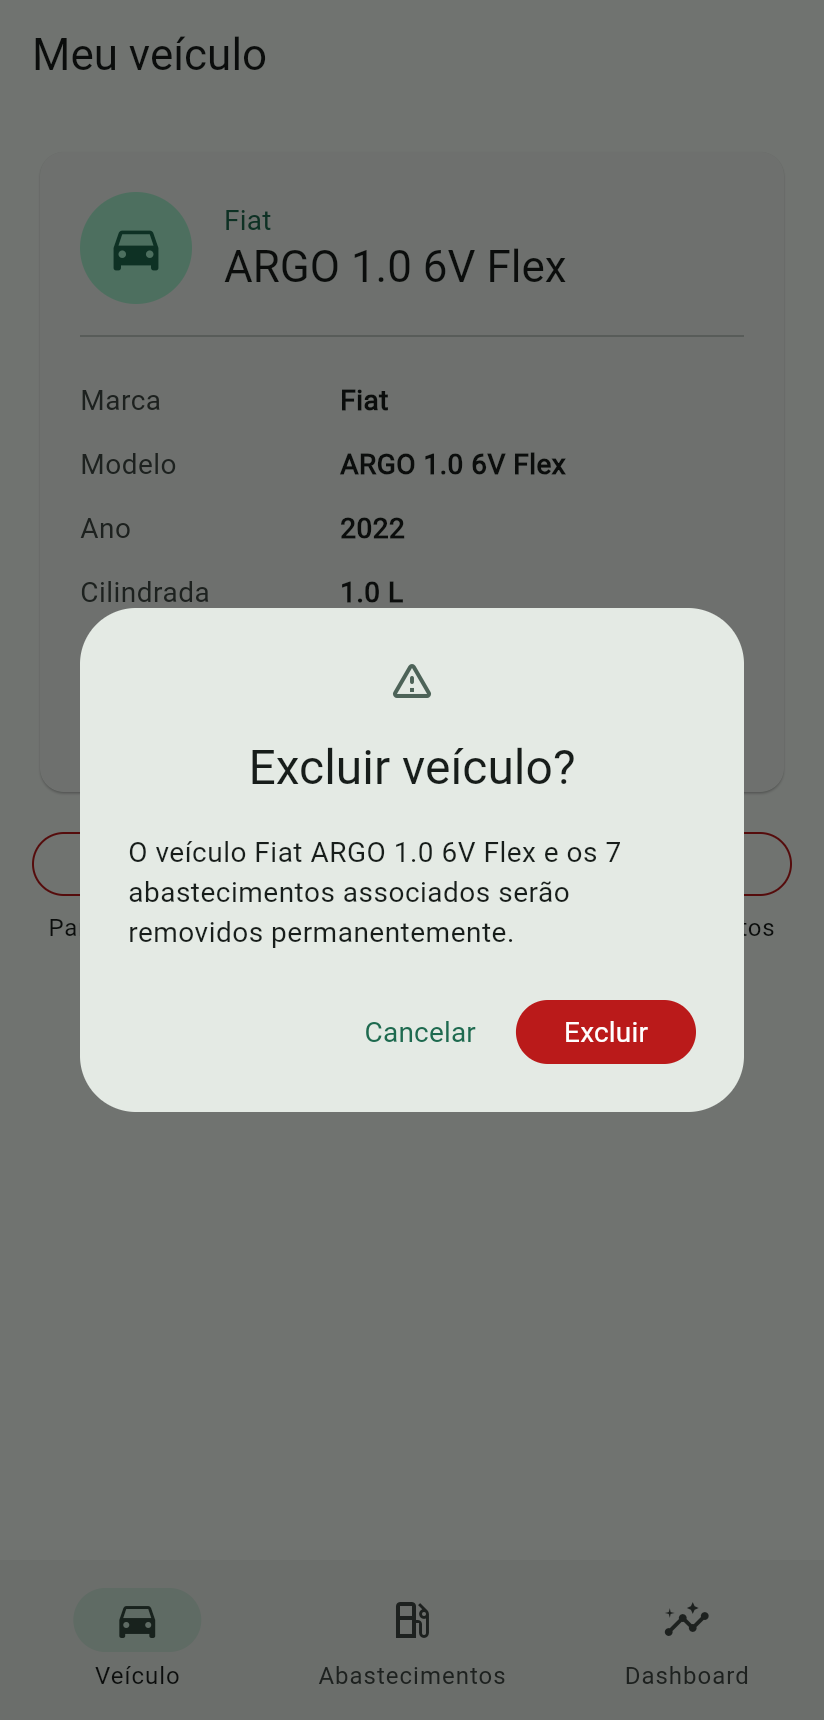 Meu veículo
Fiat
ARGO 1.0 6V Flex
Marca Fiat
Modelo ARGO 1.0 6V Flex
Ano 2022
Cilindrada 1.0 L
Excluir veículo?
O veículo Fiat ARGO 1.0 6V Flex e os 7
abastecimentos associados serão
removidos permanentemente.
Cancelar Excluir
Veículo Abastecimentos Dashboard